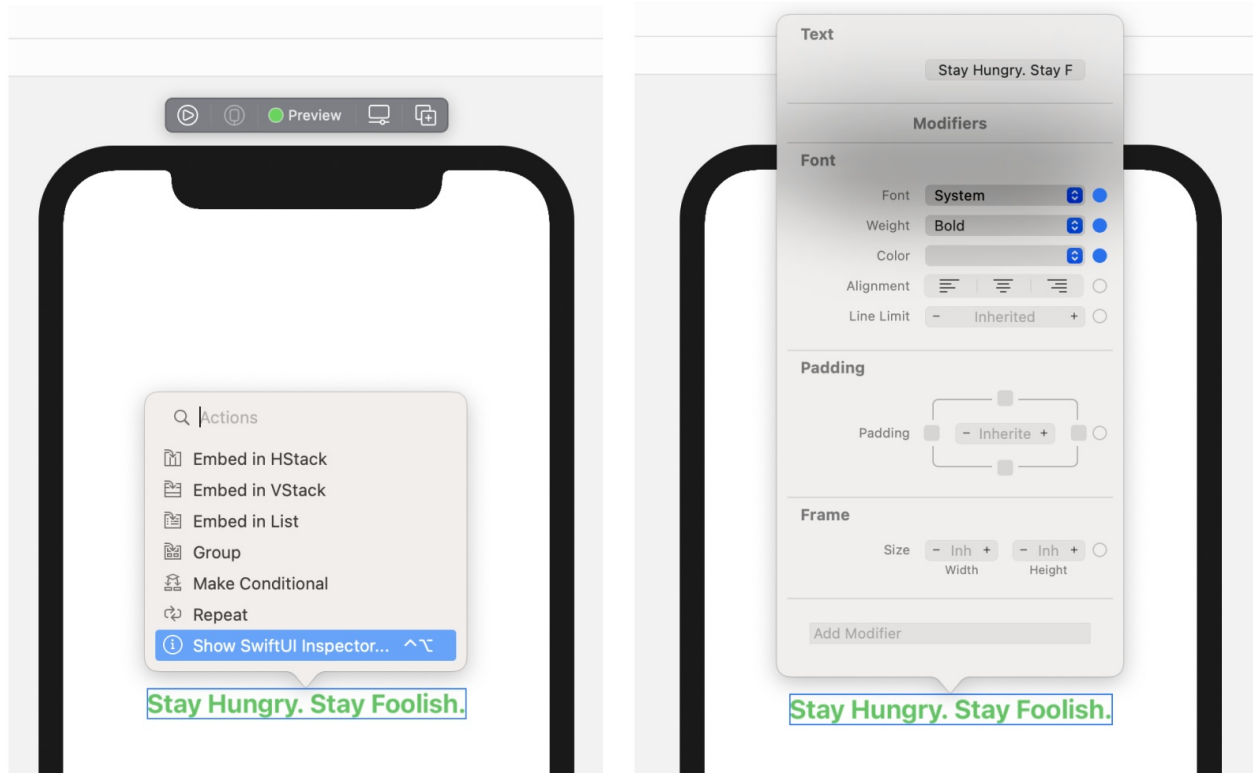 Preview
Actions
Embed in HStack
Embed in VStack
Embed in List
Group
Make Conditional
Repeat
Show SwiftUI Inspector... ^⌥
Stay Hungry. Stay Foolish.
Text
Stay Hungry. Stay F
Modifiers
Font
Font System
Weight Bold
Color
Alignment
Line Limit - Inherited +
Padding
Padding - Inherite +
Frame
Size - Inh + - Inh +
Width Height
Add Modifier
Stay Hungry. Stay Foolish.